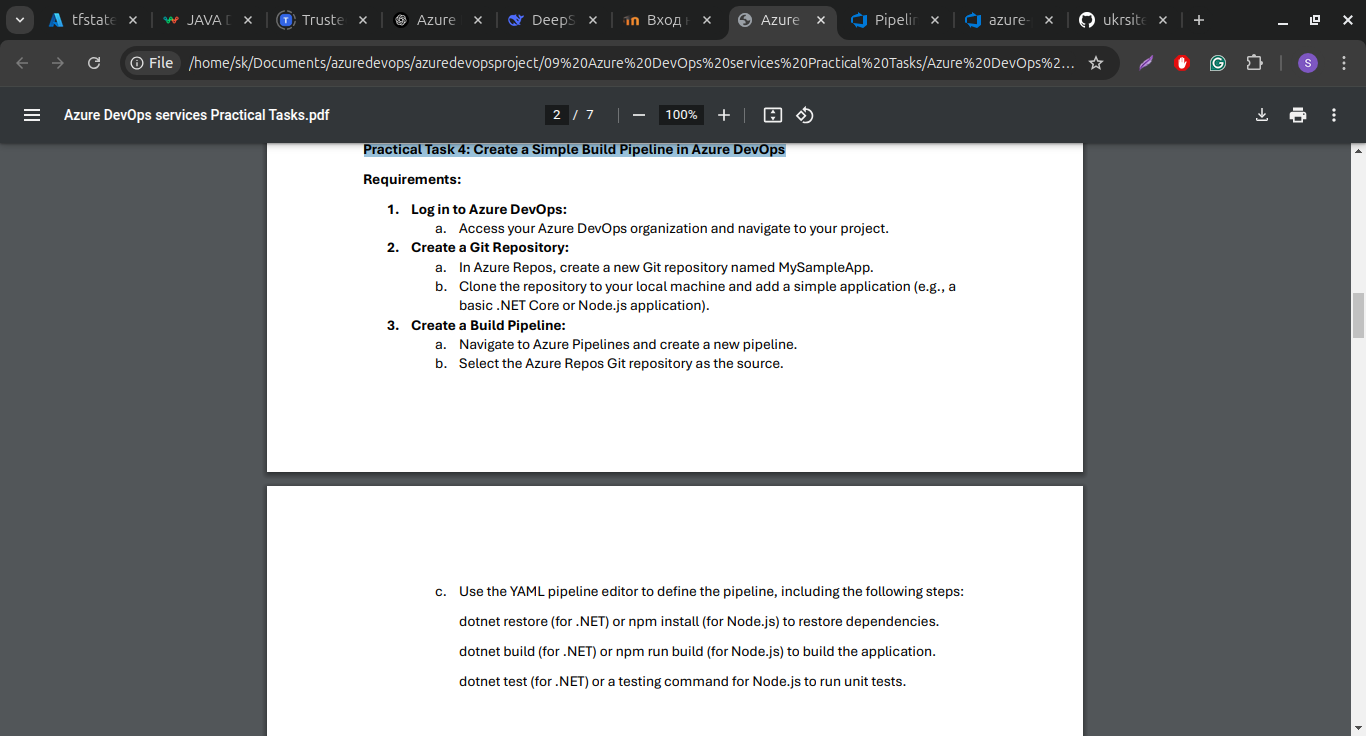 tfstate JAVA D Truste Azure DeepS Вход н Azure Pipelin azure- ukrsite
File /home/sk/Documents/azuredevops/azuredevopsproject/09%20Azure%20DevOps%20services%20Practical%20Tasks/Azure%20DevOps%2... S
Azure DevOps services Practical Tasks.pdf 2 / 7 100%
Practical Task 4: Create a Simple Build Pipeline in Azure DevOps
Requirements:
1. Log in to Azure DevOps:
a. Access your Azure DevOps organization and navigate to your project.
2. Create a Git Repository:
a. In Azure Repos, create a new Git repository named MySampleApp.
b. Clone the repository to your local machine and add a simple application (e.g., a
basic .NET Core or Node.js application).
3. Create a Build Pipeline:
a. Navigate to Azure Pipelines and create a new pipeline.
b. Select the Azure Repos Git repository as the source.
c. Use the YAML pipeline editor to define the pipeline, including the following steps:
dotnet restore (for .NET) or npm install (for Node.js) to restore dependencies.
dotnet build (for .NET) or npm run build (for Node.js) to build the application.
dotnet test (for .NET) or a testing command for Node.js to run unit tests.